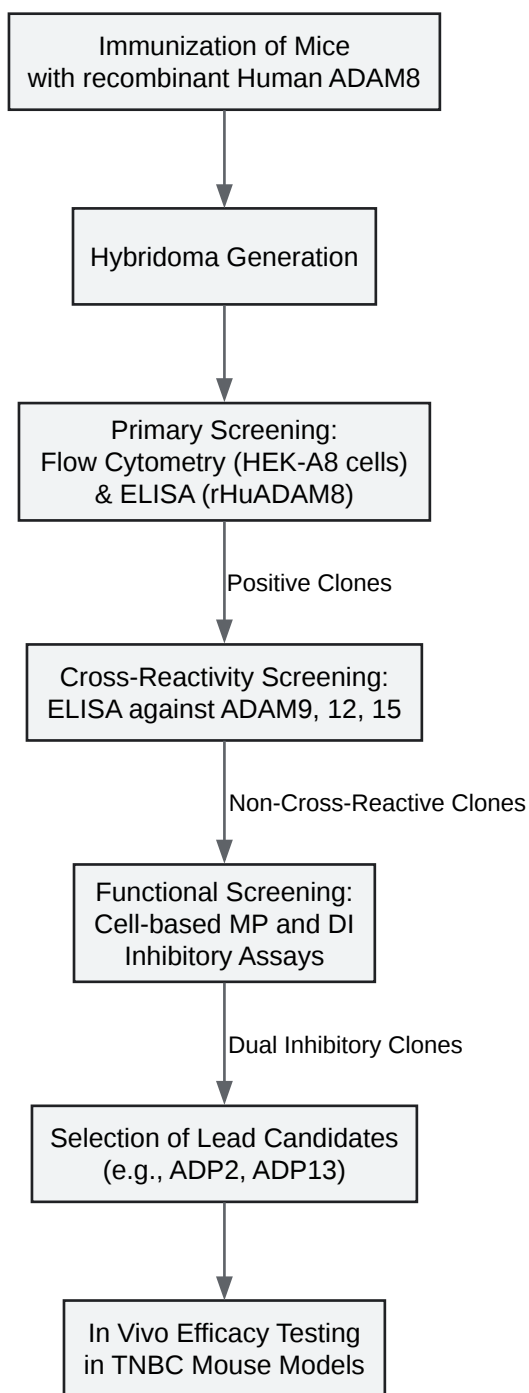 Immunization of Mice
with recombinant Human ADAM8
Hybridoma Generation
Primary Screening:
Flow Cytometry (HEK-A8 cells)
& ELISA (rHuADAM8)
Positive Clones
Cross-Reactivity Screening:
ELISA against ADAM9, 12, 15
Non-Cross-Reactive Clones
Functional Screening:
Cell-based MP and DI
Inhibitory Assays
Dual Inhibitory Clones
Selection of Lead Candidates
(e.g., ADP2, ADP13)
In Vivo Efficacy Testing
in TNBC Mouse Models